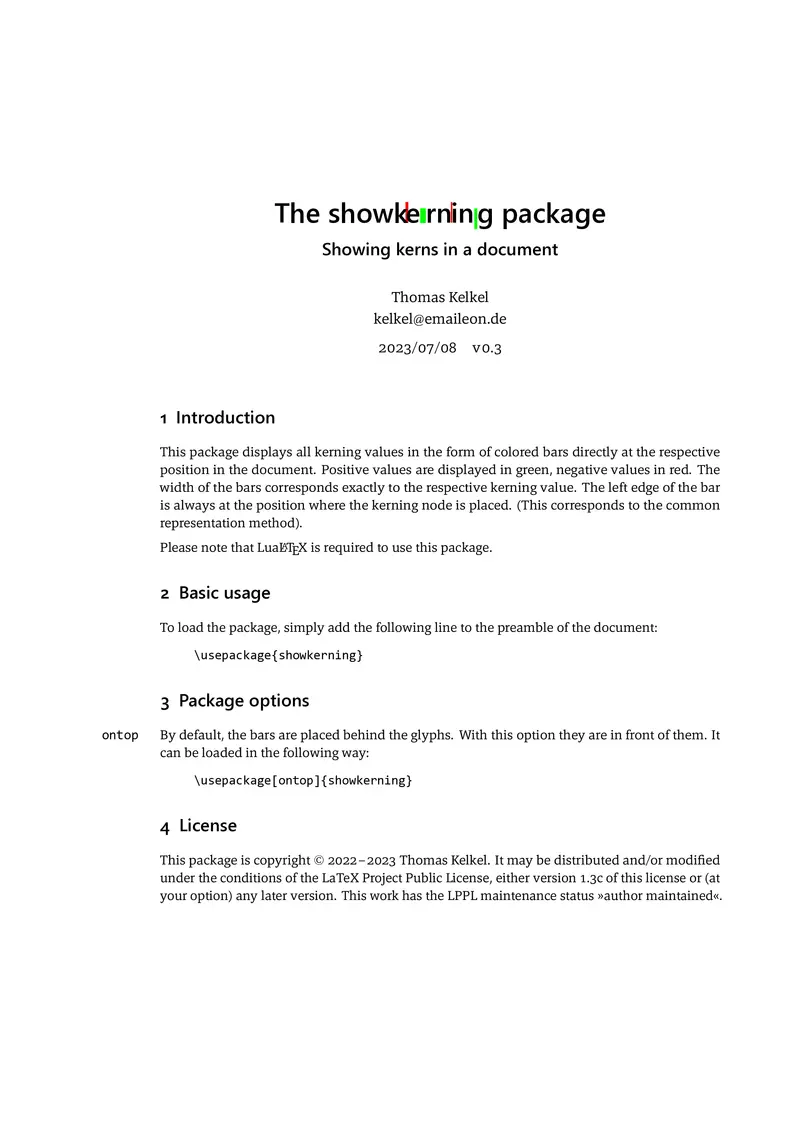 The showkerning package
Showing kerns in a document
Thomas Kelkel
kelkel@emaileon.de
2023/07/08 v0.3
1 Introduction
This package displays all kerning values in the form of colored bars directly at the respective
position in the document. Positive values are displayed in green, negative values in red. The
width of the bars corresponds exactly to the respective kerning value. The left edge of the bar
is always at the position where the kerning node is placed. (This corresponds to the common
representation method).
Please note that LuaLATEX is required to use this package.
2 Basic usage
To load the package, simply add the following line to the preamble of the document:
\usepackage{showkerning}
3 Package options
ontop By default, the bars are placed behind the glyphs. With this option they are in front of them. It
can be loaded in the following way:
\usepackage[ontop]{showkerning}
4 License
This package is copyright © 2022–2023 Thomas Kelkel. It may be distributed and/or modified
under the conditions of the LaTeX Project Public License, either version 1.3c of this license or (at
your option) any later version. This work has the LPPL maintenance status »author maintained«.